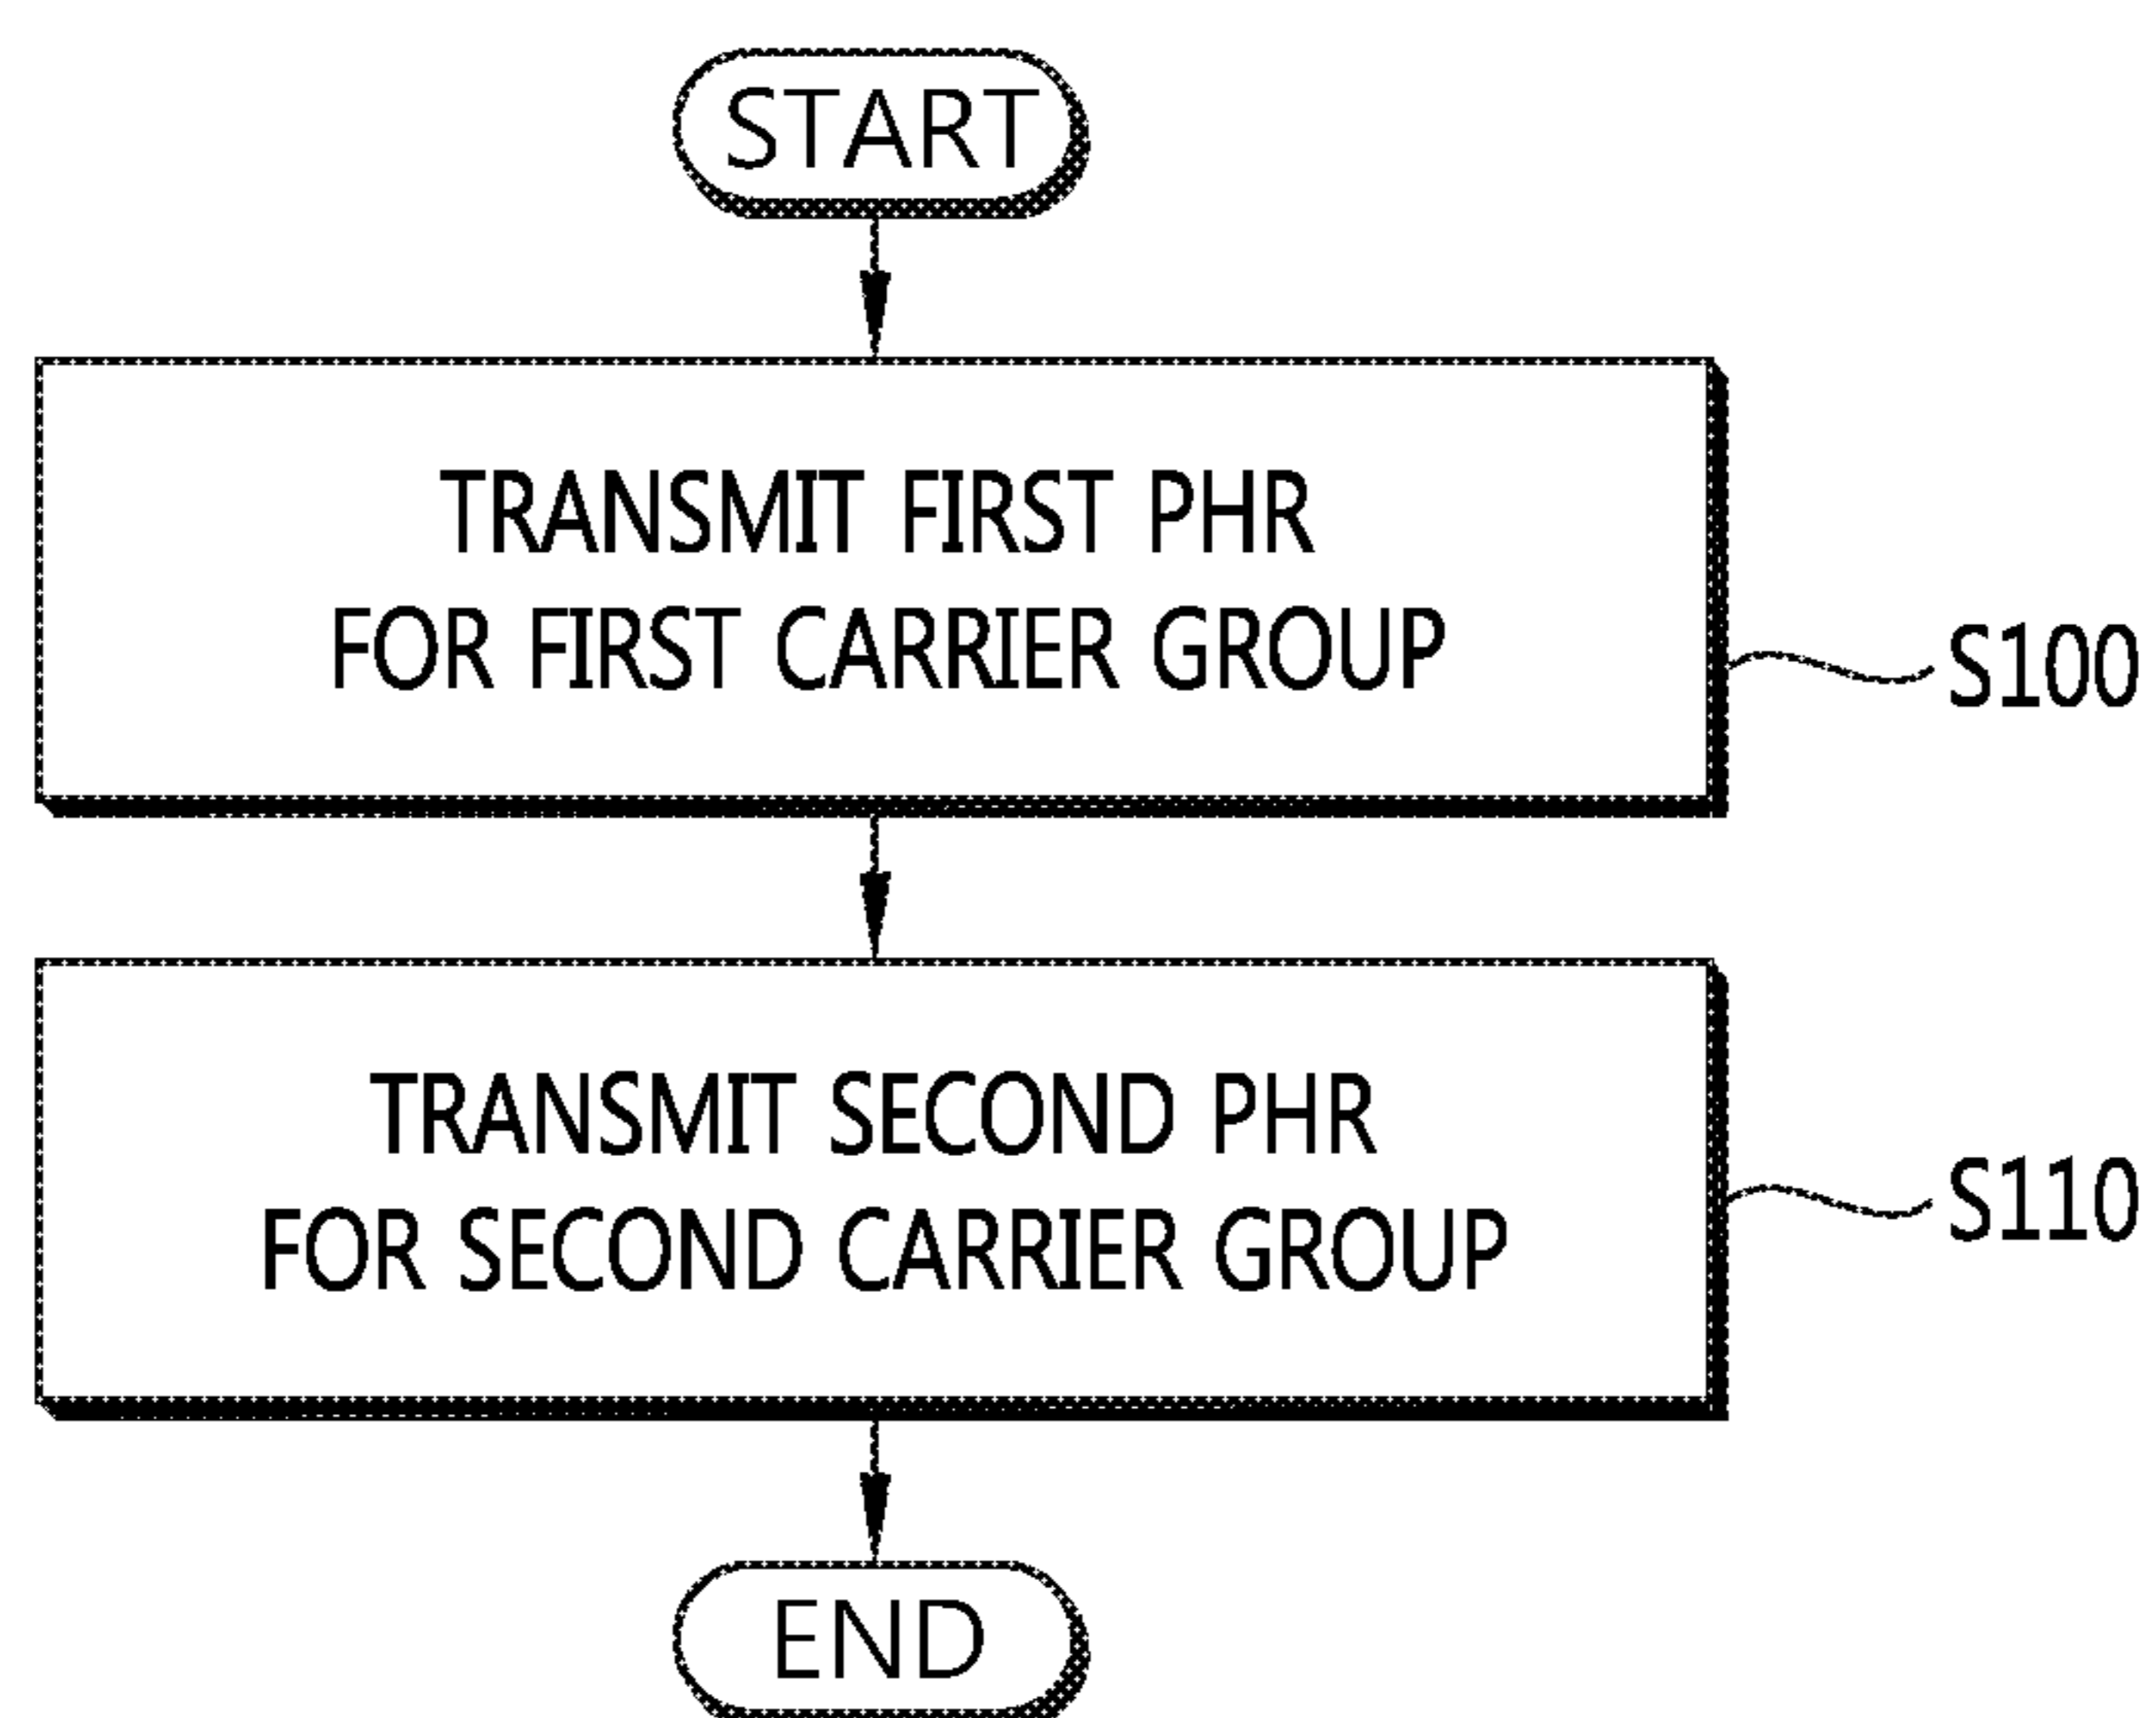 START
TRANSMIT FIRST PHR
FOR FIRST CARRIER GROUP
S100
TRANSMIT SECOND PHR
FOR SECOND CARRIER GROUP
S110
END